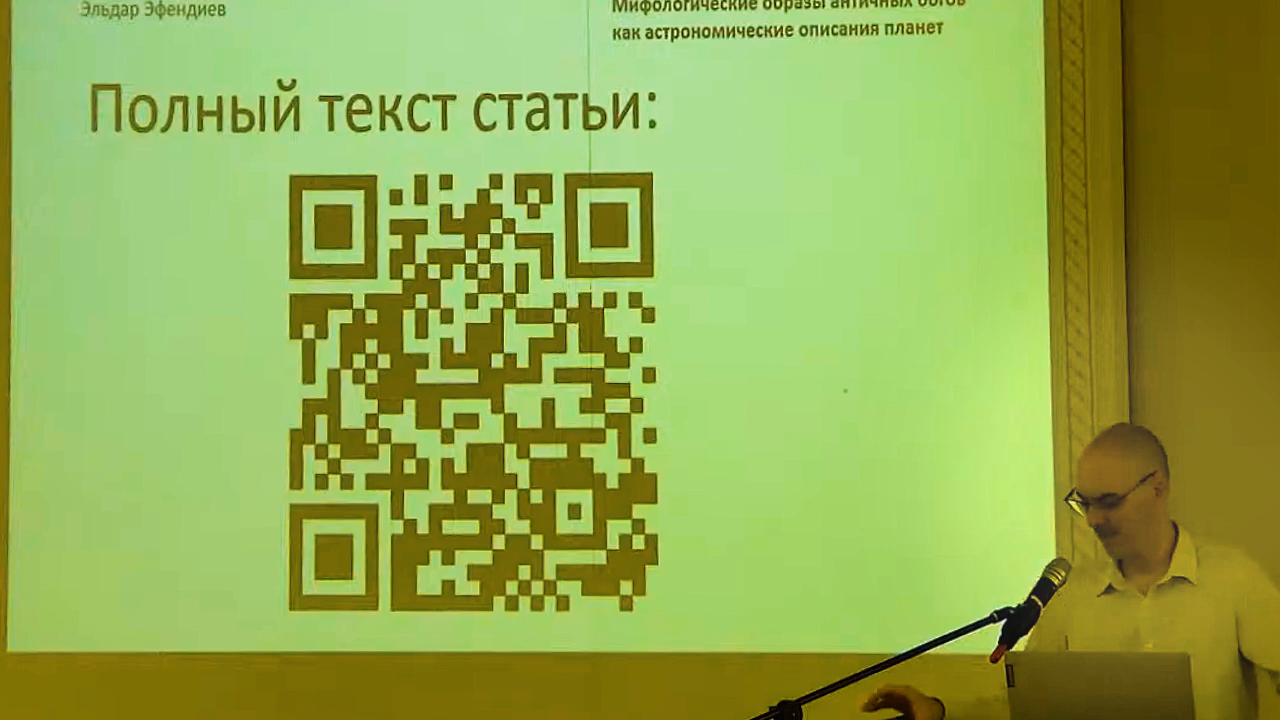 Эльдар Эфендиев
Мифологические образы античных богов
как астрономические описания планет
Полный текст статьи: